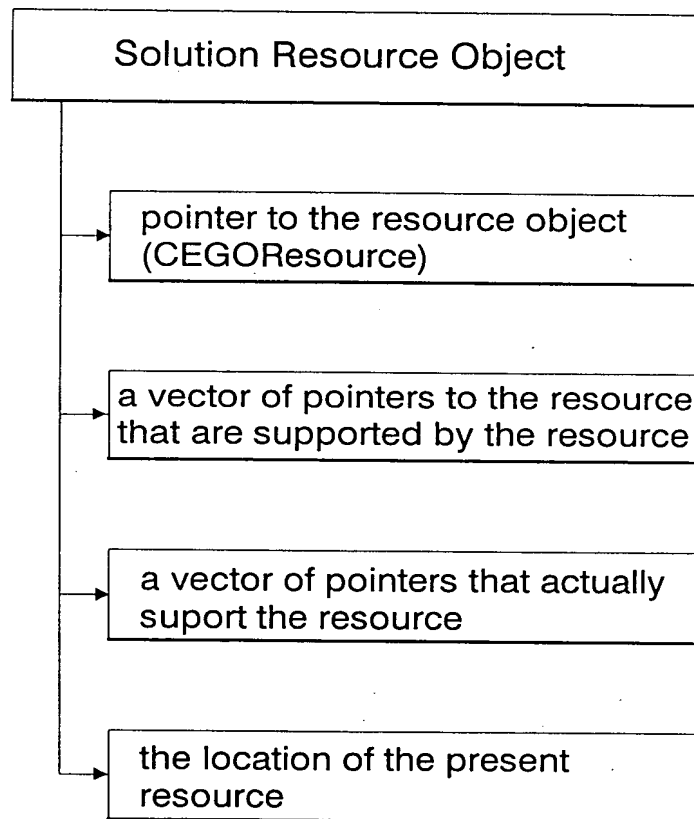 Solution Resource Object
pointer to the resource object
(CEGOResource)
a vector of pointers to the resource
that are supported by the resource
a vector of pointers that actually
suport the resource
the location of the present
resource